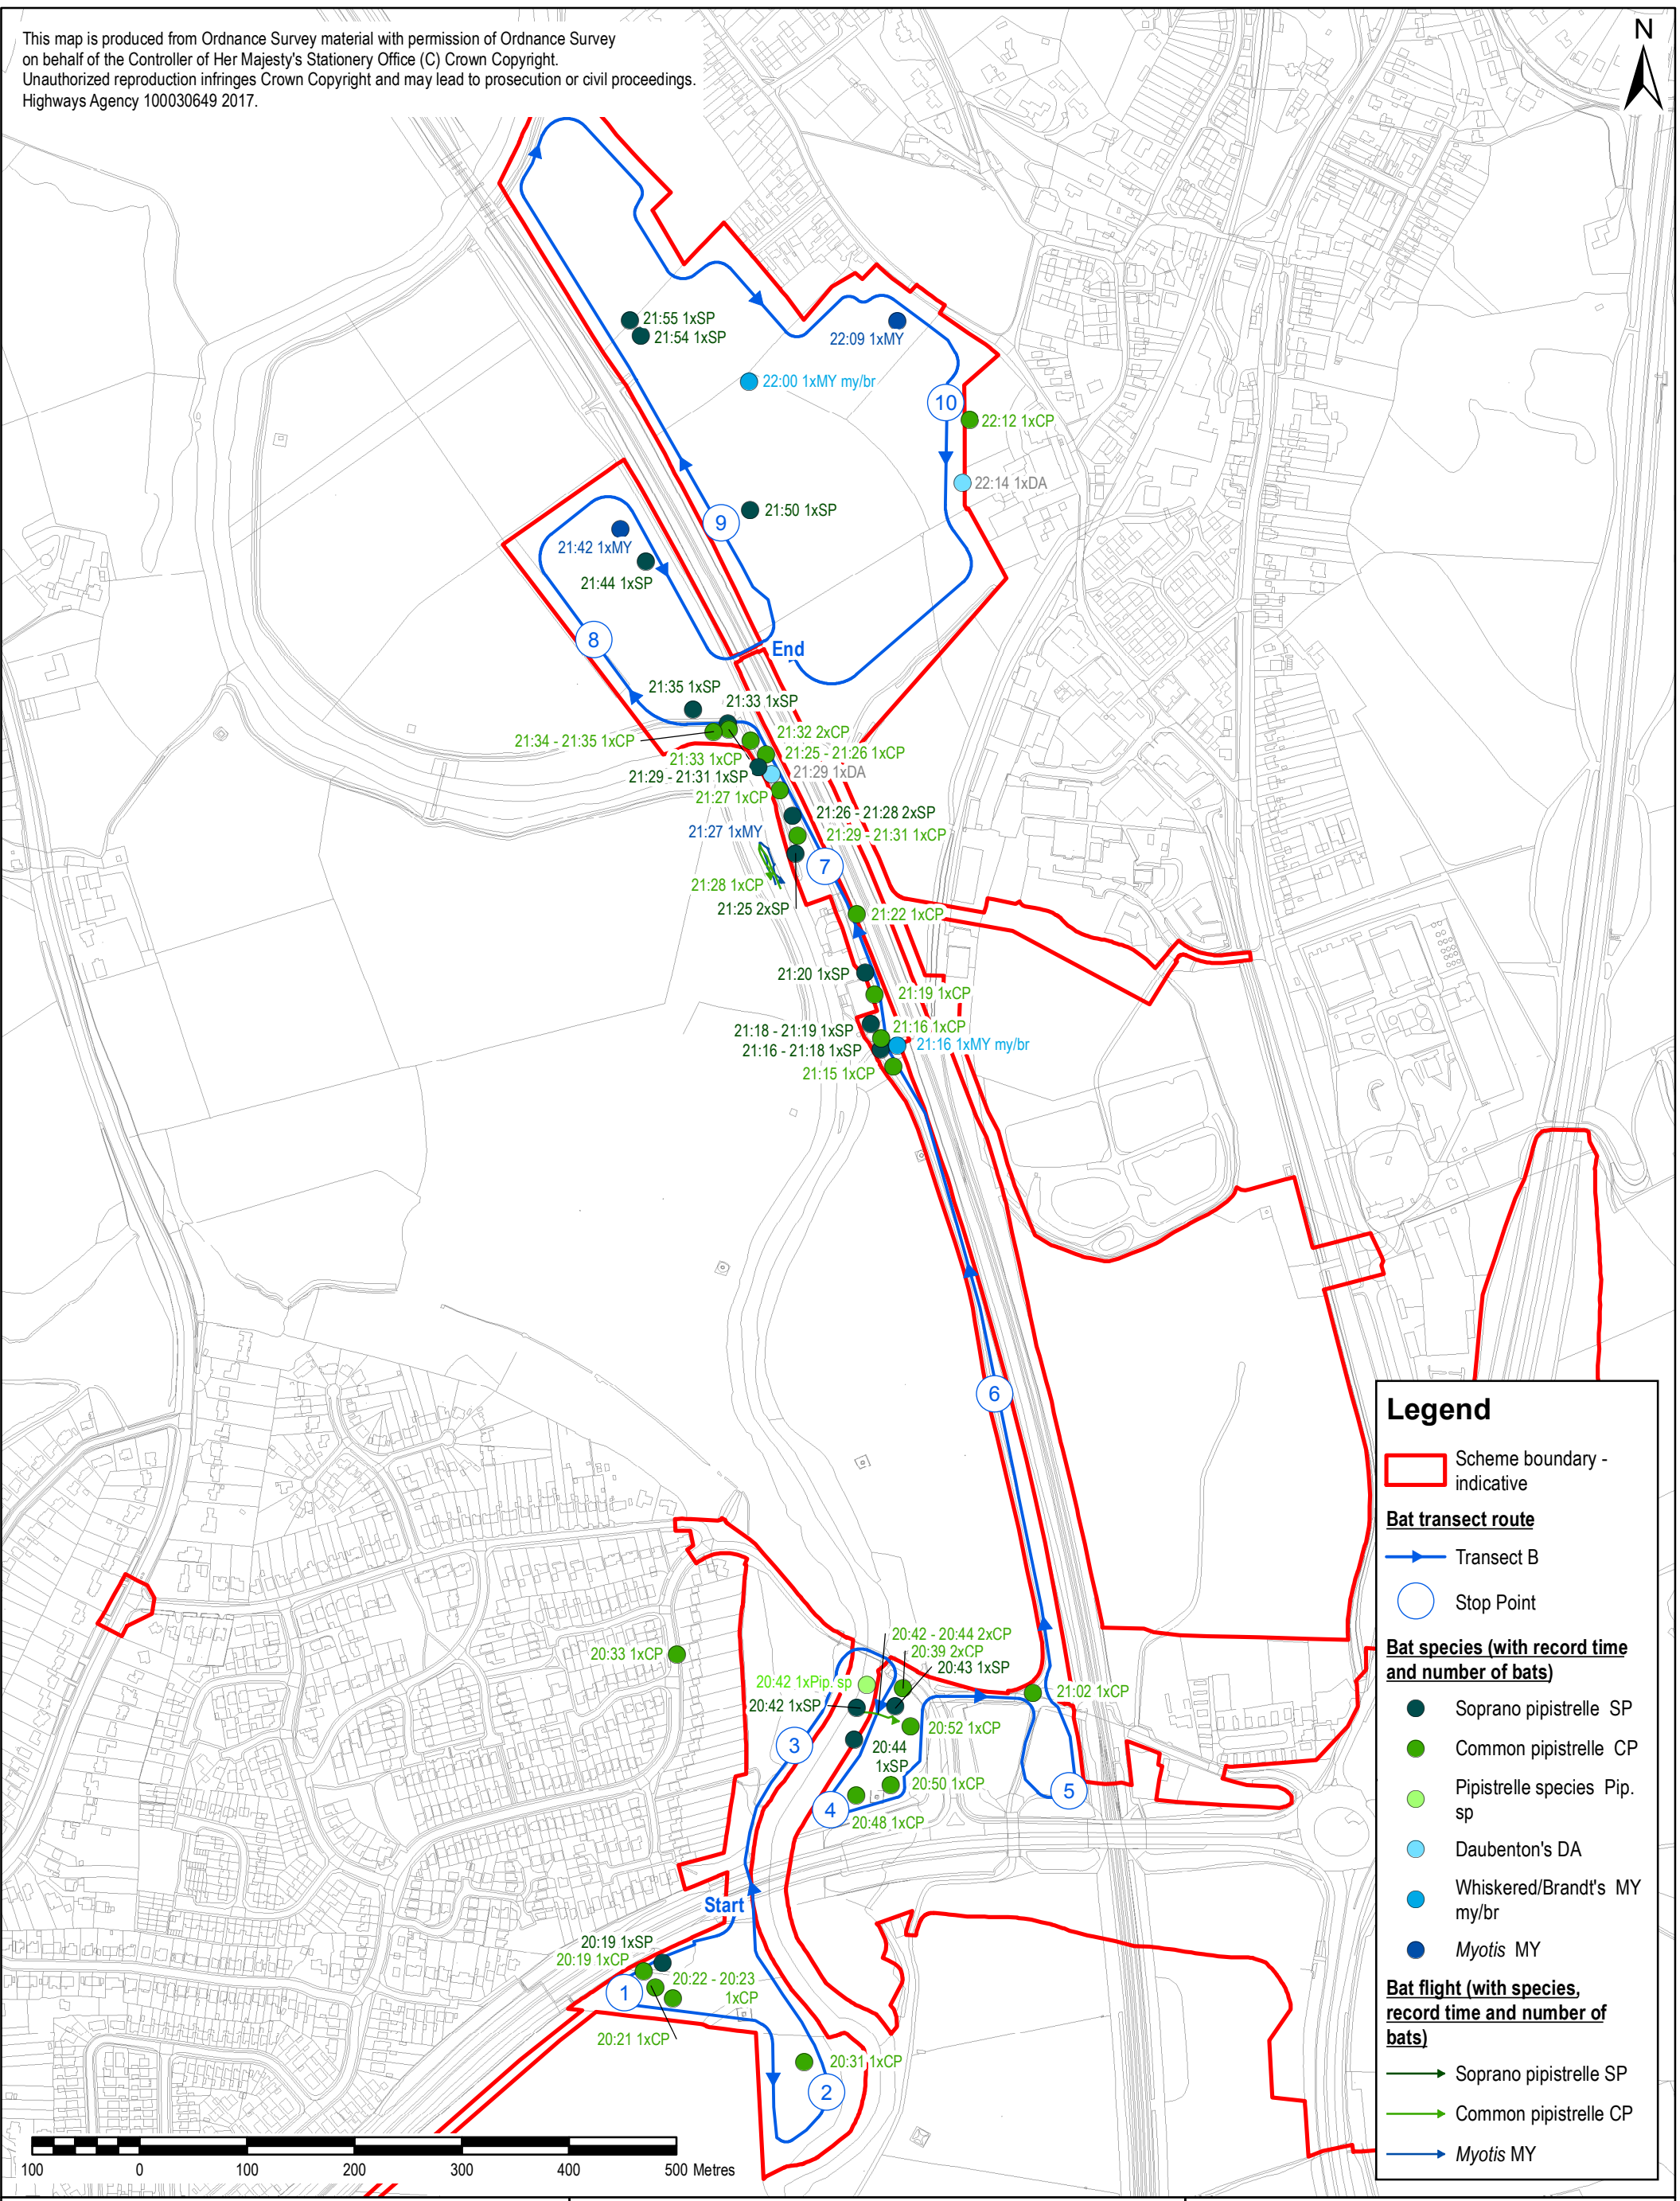 This map is produced from Ordnance Survey material with permission of Ordnance Survey
on behalf of the Controller of Her Majesty's Stationery Office (C) Crown Copyright.
Unauthorized reproduction infringes Crown Copyright and may lead to prosecution or civil proceedings.
Highways Agency 100030649 2017.
N
21:55 1xSP
21:54 1xSP
22:09 1xMY
22:00 1xMY my/br
10
22:12 1xCP
22:14 1xDA
21:50 1xSP
9
21:42 1xMY
21:44 1xSP
8
End
21:35 1xSP
21:33 1xSP
21:32 2xCP
21:34 - 21:35 1xCP
21:25 - 21:26 1xCP
21:33 1xCP
21:29 1xDA
21:29 - 21:31 1xSP
21:27 1xCP
21:26 - 21:28 2xSP
21:27 1xMY
21:29 - 21:31 1xCP
7
21:28 1xCP
21:25 2xSP
21:22 1xCP
21:20 1xSP
21:19 1xCP
21:18 - 21:19 1xSP
21:16 1xCP
21:16 1xMY my/br
21:16 - 21:18 1xSP
21:15 1xCP
6
20:42 - 20:44 2xCP
20:39 2xCP
20:33 1xCP
20:43 1xSP
20:42 1xPip. sp
21:02 1xCP
20:42 1xSP
20:52 1xCP
3
20:44
1xSP
20:50 1xCP
5
4
20:48 1xCP
Start
20:19 1xSP
20:19 1xCP
20:22 - 20:23
1xCP
1
20:21 1xCP
20:31 1xCP
2
100 0 100 200 300 400 500 Metres
Legend
Scheme boundary -
indicative
Bat transect route
Transect B
Stop Point
Bat species (with record time
and number of bats)
Soprano pipistrelle SP
Common pipistrelle CP
Pipistrelle species Pip.
sp
Daubenton's DA
Whiskered/Brandt's MY
my/br
Myotis MY
Bat flight (with species,
record time and number of
bats)
Soprano pipistrelle SP
Common pipistrelle CP
Myotis MY